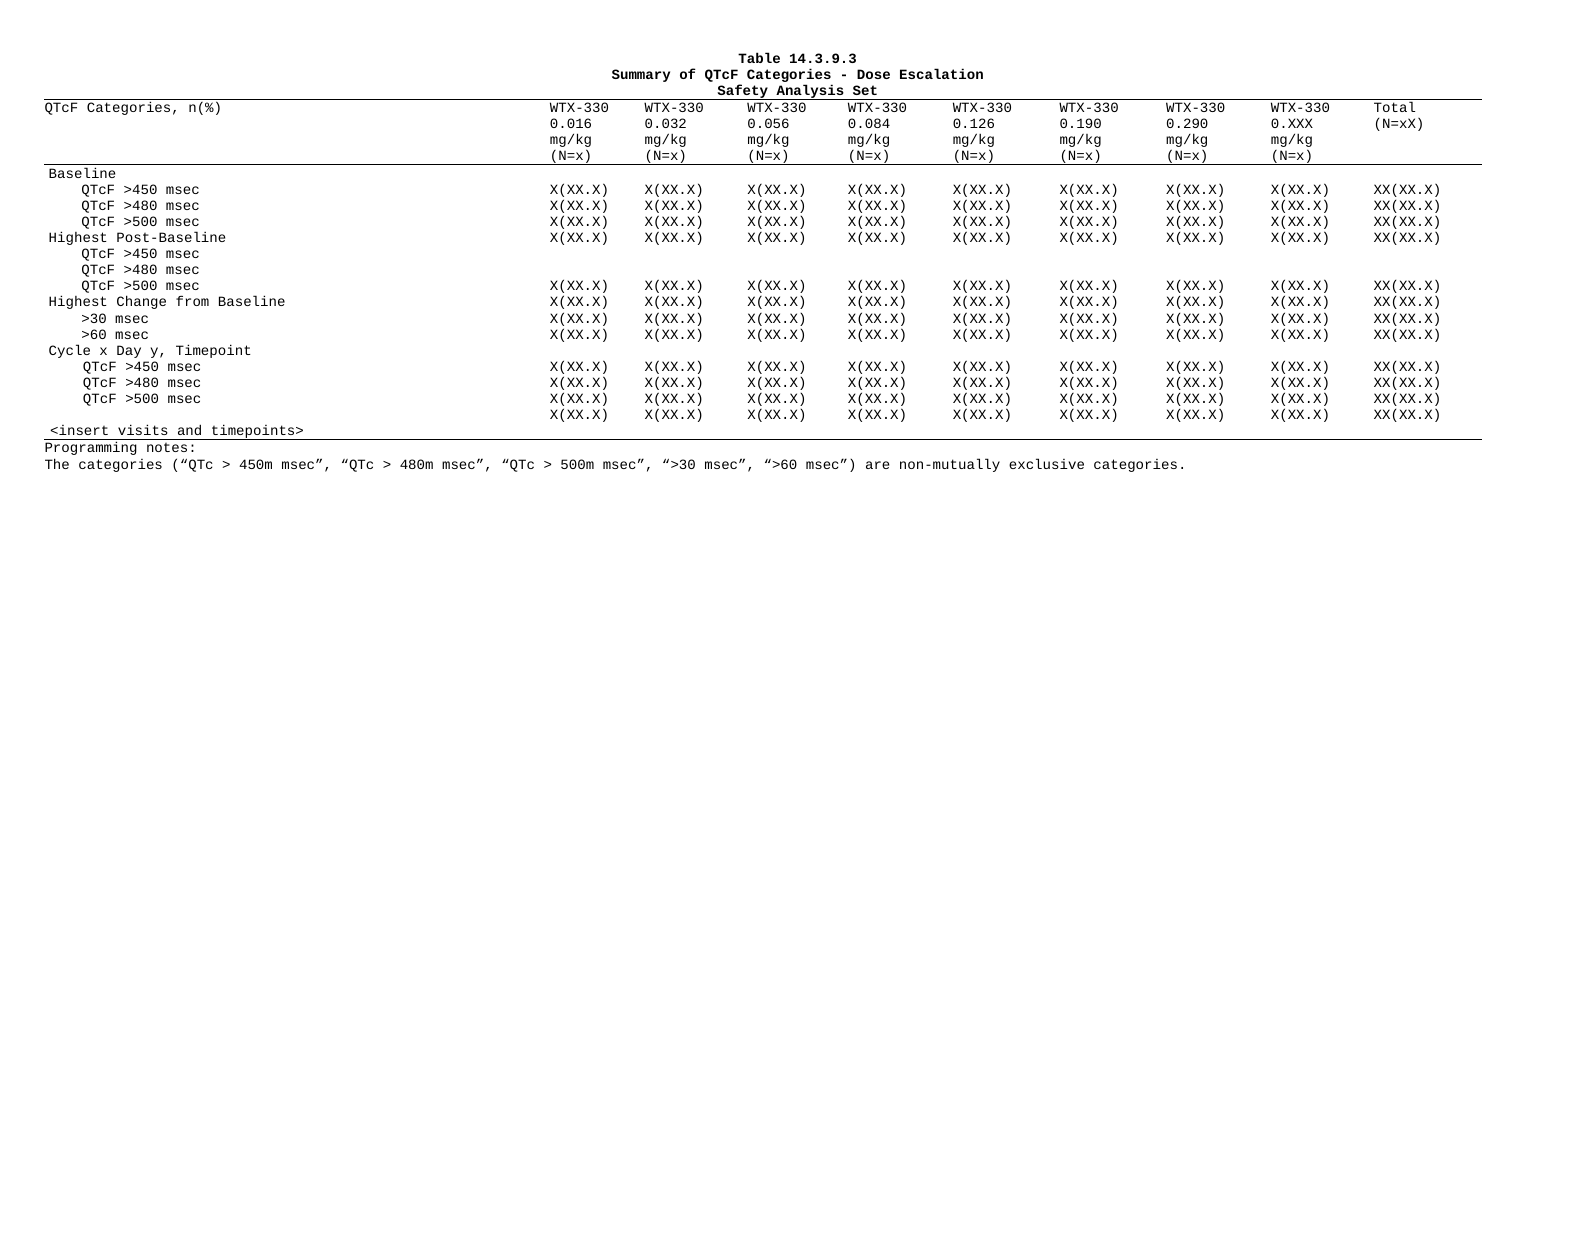 Table 14.3.9.3
Summary of QTcF Categories - Dose Escalation
Safety Analysis Set
QTcF Categories, n(%) WTX-330 WTX-330 WTX-330 WTX-330 WTX-330 WTX-330 WTX-330 WTX-330 Total
0.016 0.032 0.056 0.084 0.126 0.190 0.290 0.XXX (N=xX)
mg/kg mg/kg mg/kg mg/kg mg/kg mg/kg mg/kg mg/kg
(N=x) (N=x) (N=x) (N=x) (N=x) (N=x) (N=x) (N=x)
Baseline
QTcF >450 msec X(XX.X) X(XX.X) X(XX.X) X(XX.X) X(XX.X) X(XX.X) X(XX.X) X(XX.X) XX(XX.X)
QTcF >480 msec X(XX.X) X(XX.X) X(XX.X) X(XX.X) X(XX.X) X(XX.X) X(XX.X) X(XX.X) XX(XX.X)
QTcF >500 msec X(XX.X) X(XX.X) X(XX.X) X(XX.X) X(XX.X) X(XX.X) X(XX.X) X(XX.X) XX(XX.X)
Highest Post-Baseline X(XX.X) X(XX.X) X(XX.X) X(XX.X) X(XX.X) X(XX.X) X(XX.X) X(XX.X) XX(XX.X)
QTcF >450 msec
QTcF >480 msec
QTcF >500 msec X(XX.X) X(XX.X) X(XX.X) X(XX.X) X(XX.X) X(XX.X) X(XX.X) X(XX.X) XX(XX.X)
Highest Change from Baseline X(XX.X) X(XX.X) X(XX.X) X(XX.X) X(XX.X) X(XX.X) X(XX.X) X(XX.X) XX(XX.X)
>30 msec X(XX.X) X(XX.X) X(XX.X) X(XX.X) X(XX.X) X(XX.X) X(XX.X) X(XX.X) XX(XX.X)
>60 msec X(XX.X) X(XX.X) X(XX.X) X(XX.X) X(XX.X) X(XX.X) X(XX.X) X(XX.X) XX(XX.X)
Cycle x Day y, Timepoint
QTcF >450 msec X(XX.X) X(XX.X) X(XX.X) X(XX.X) X(XX.X) X(XX.X) X(XX.X) X(XX.X) XX(XX.X)
QTcF >480 msec X(XX.X) X(XX.X) X(XX.X) X(XX.X) X(XX.X) X(XX.X) X(XX.X) X(XX.X) XX(XX.X)
QTcF >500 msec X(XX.X) X(XX.X) X(XX.X) X(XX.X) X(XX.X) X(XX.X) X(XX.X) X(XX.X) XX(XX.X)
X(XX.X) X(XX.X) X(XX.X) X(XX.X) X(XX.X) X(XX.X) X(XX.X) X(XX.X) XX(XX.X)
<insert visits and timepoints>
Programming notes:
The categories (“QTc > 450m msec”, “QTc > 480m msec”, “QTc > 500m msec”, “>30 msec”, “>60 msec”) are non-mutually exclusive categories.